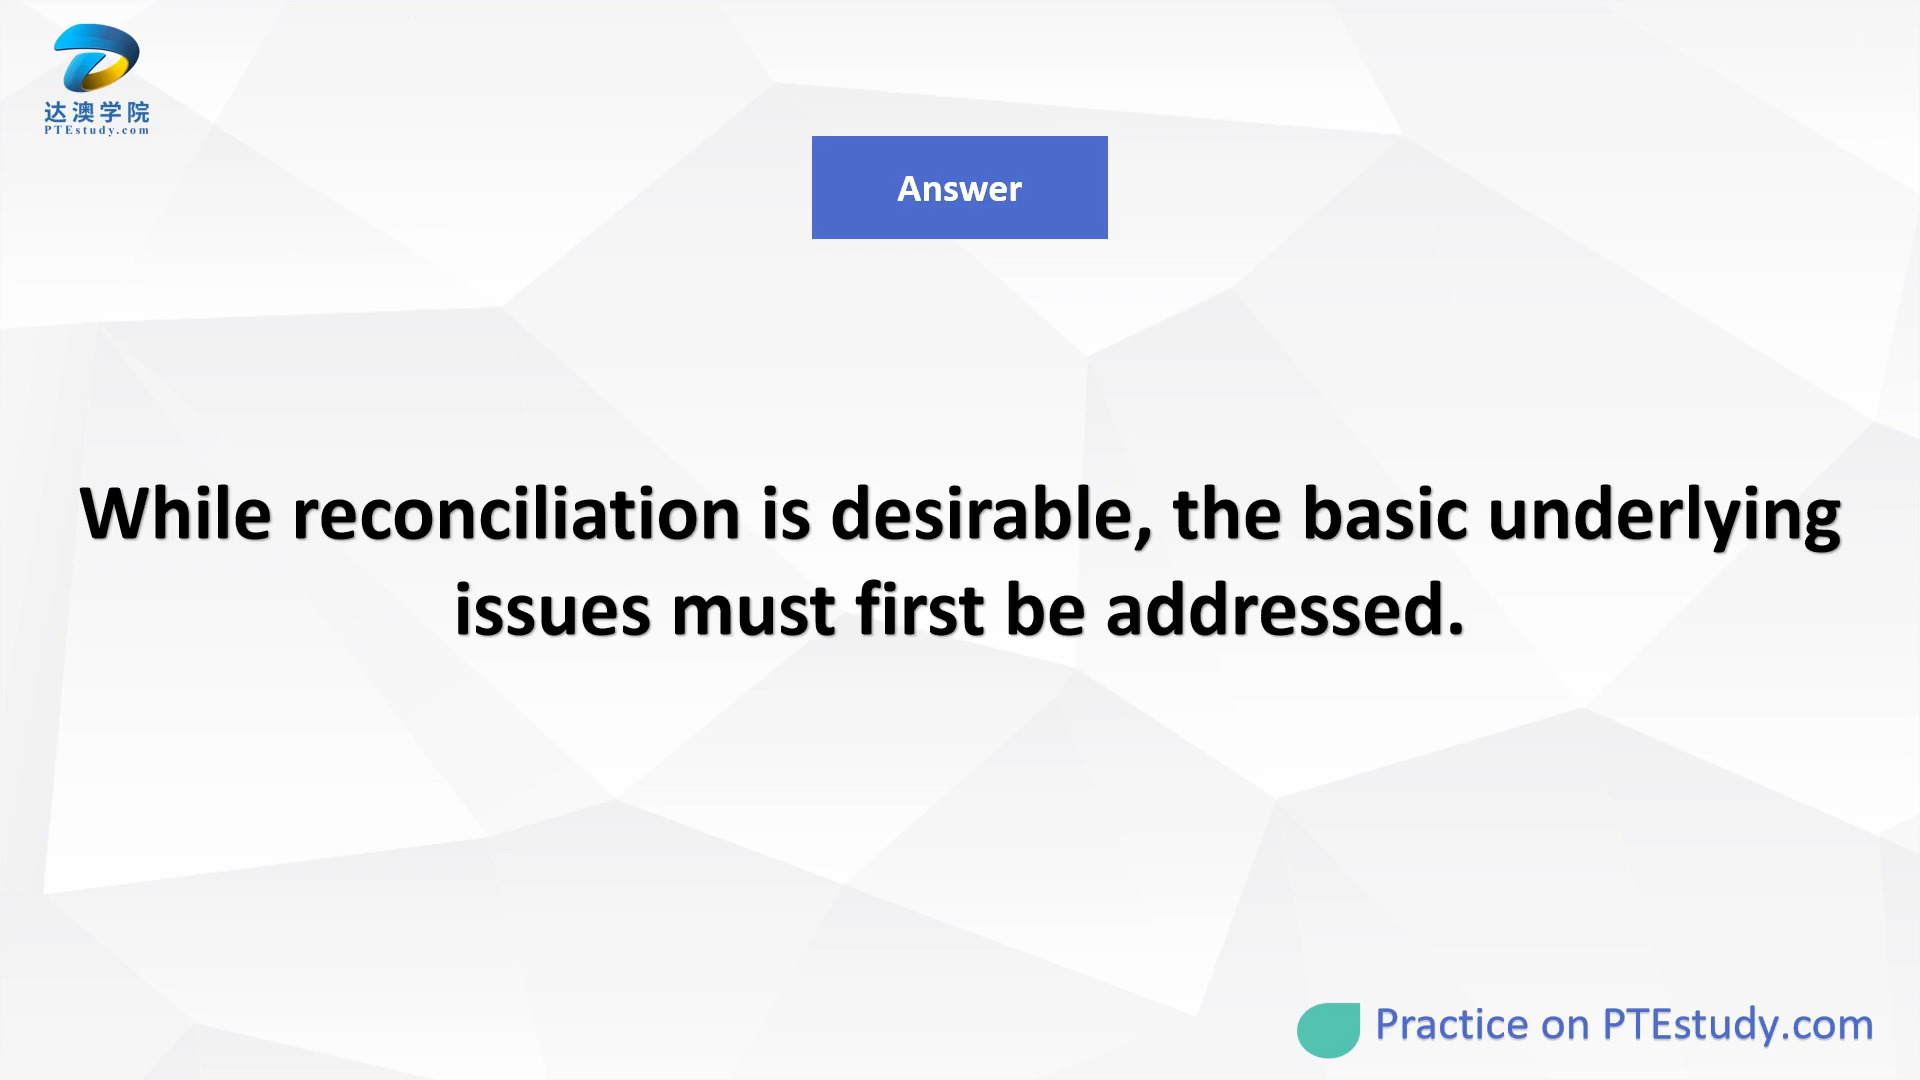 达澳学院
PTEstudy.com
Answer
While reconciliation is desirable, the basic underlying
issues must first be addressed.
Practice on PTEstudy.com